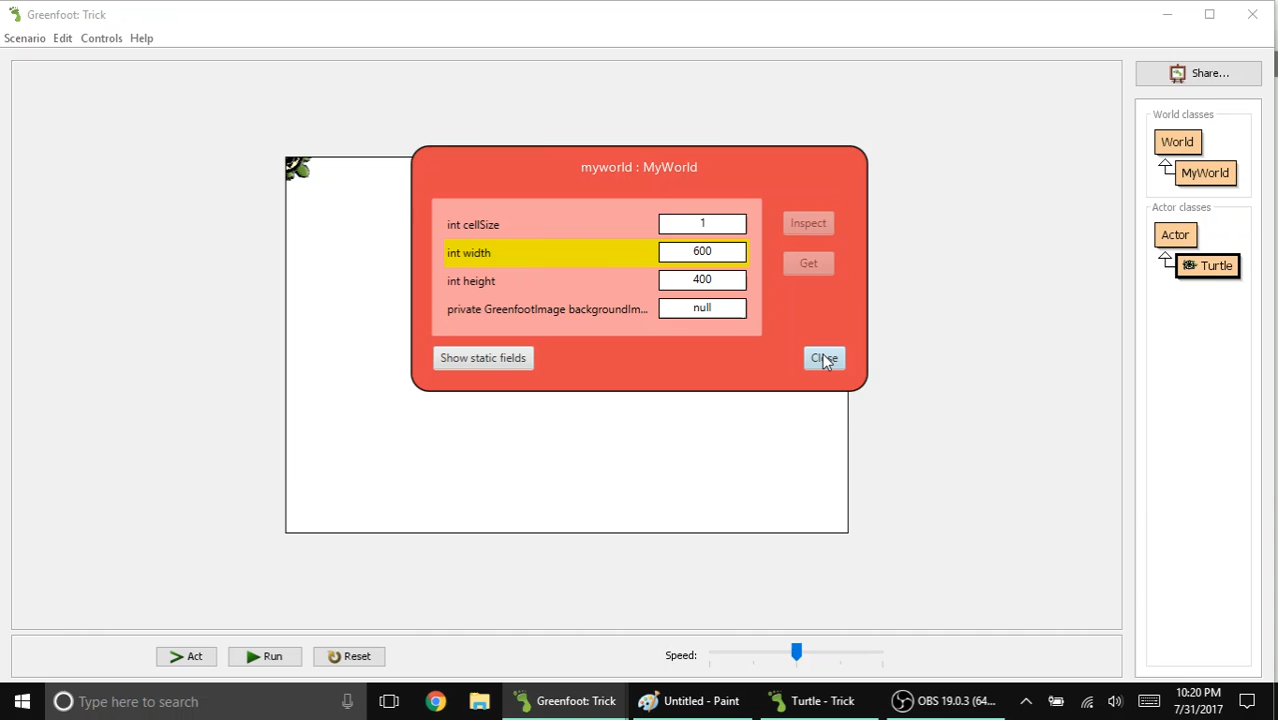 Greenfoot: Trick
Scenario Edit Controls Help
Share...
World classes
World
MyWorld
Actor classes
Actor
Turtle
myworld : MyWorld
int cellSize 1
int width 600
int height 400
private GreenfootImage backgroundIm... null
Inspect
Get
Show static fields
Close
Act Run Reset Speed:
Type here to search
Greenfoot: Trick
Untitled - Paint
Turtle - Trick
OBS 19.0.3 (64...
10:20 PM
7/31/2017